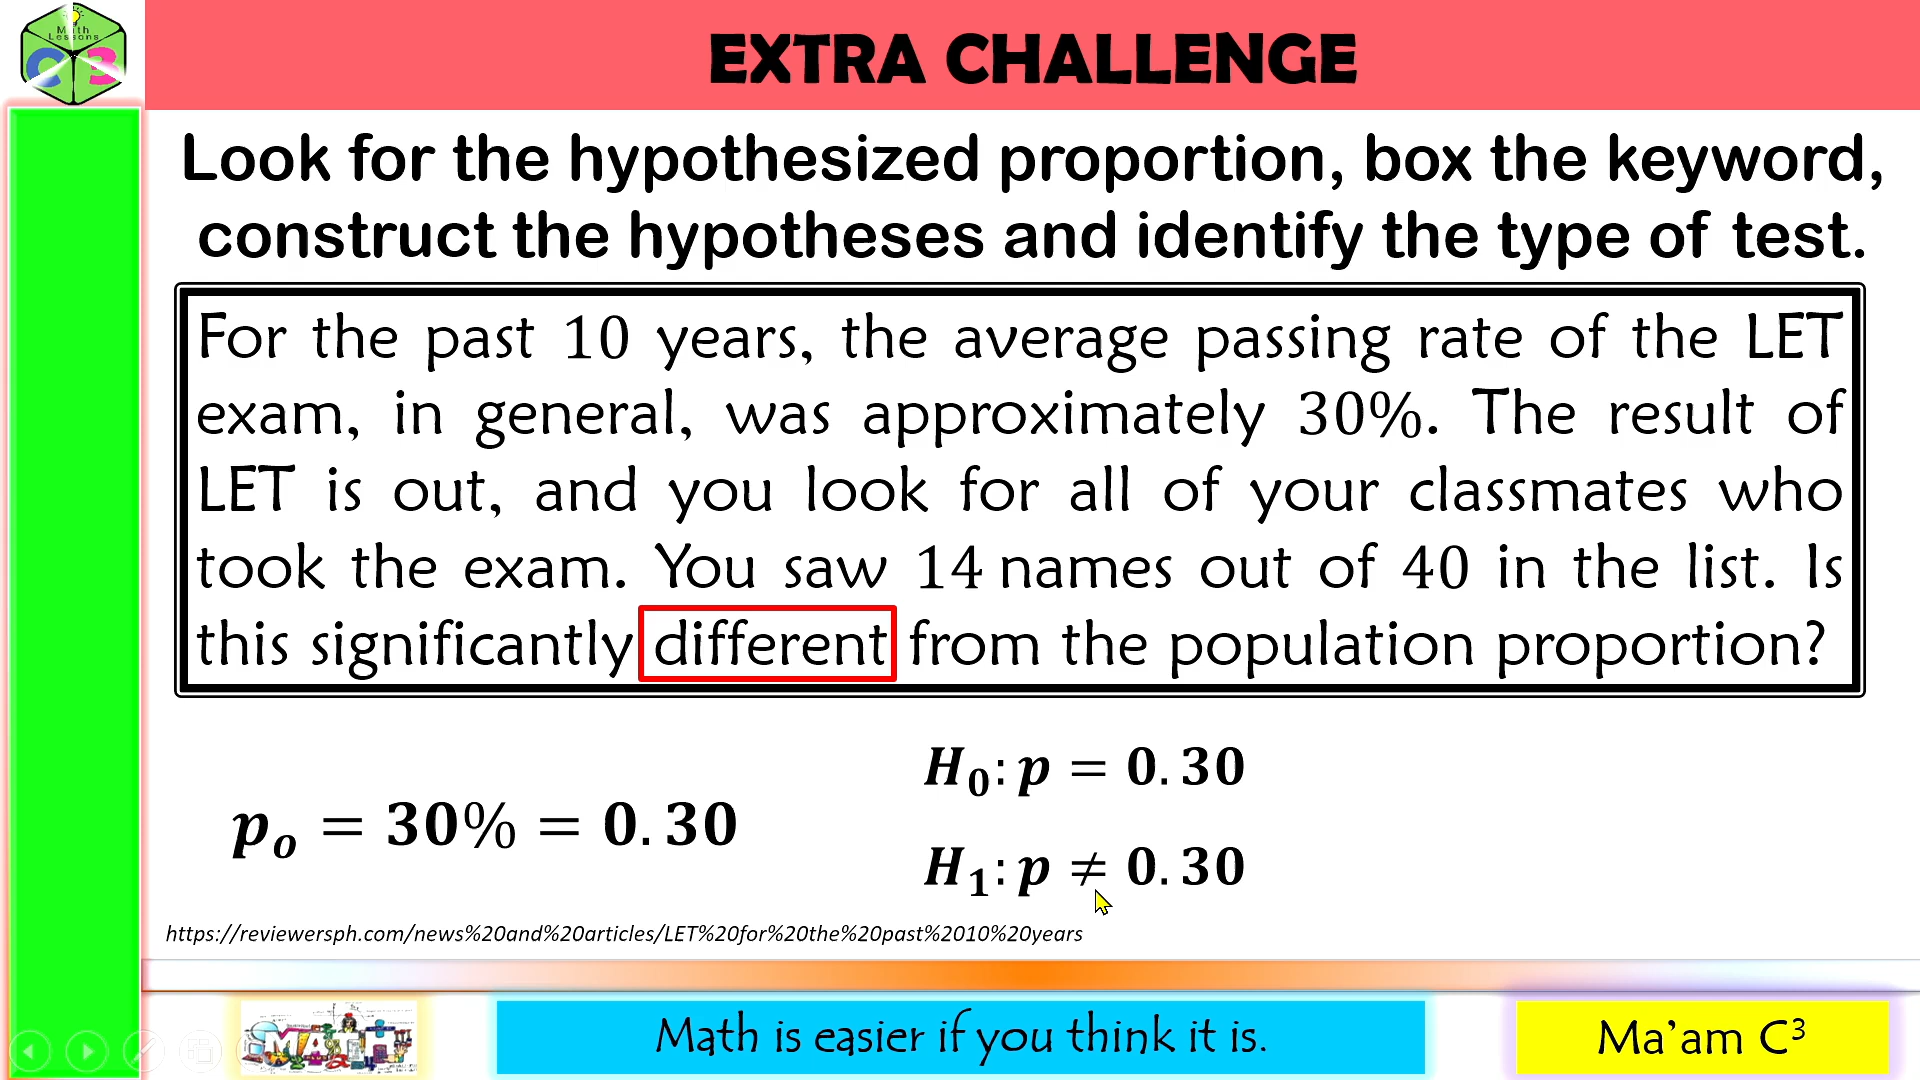 Math
Lessons
C3
EXTRA CHALLENGE
Look for the hypothesized proportion, box the keyword,
construct the hypotheses and identify the type of test.
For the past 10 years, the average passing rate of the LET
exam, in general, was approximately 30%. The result of
LET is out, and you look for all of your classmates who
took the exam. You saw 14 names out of 40 in the list. Is
this significantly different from the population proportion?
H₀: p = 0.30
pₒ = 30% = 0.30
H₁: p ≠ 0.30
https://reviewersph.com/news%20and%20articles/LET%20for%20the%20past%2010%20years
MATH
Math is easier if you think it is.
Ma’am C³